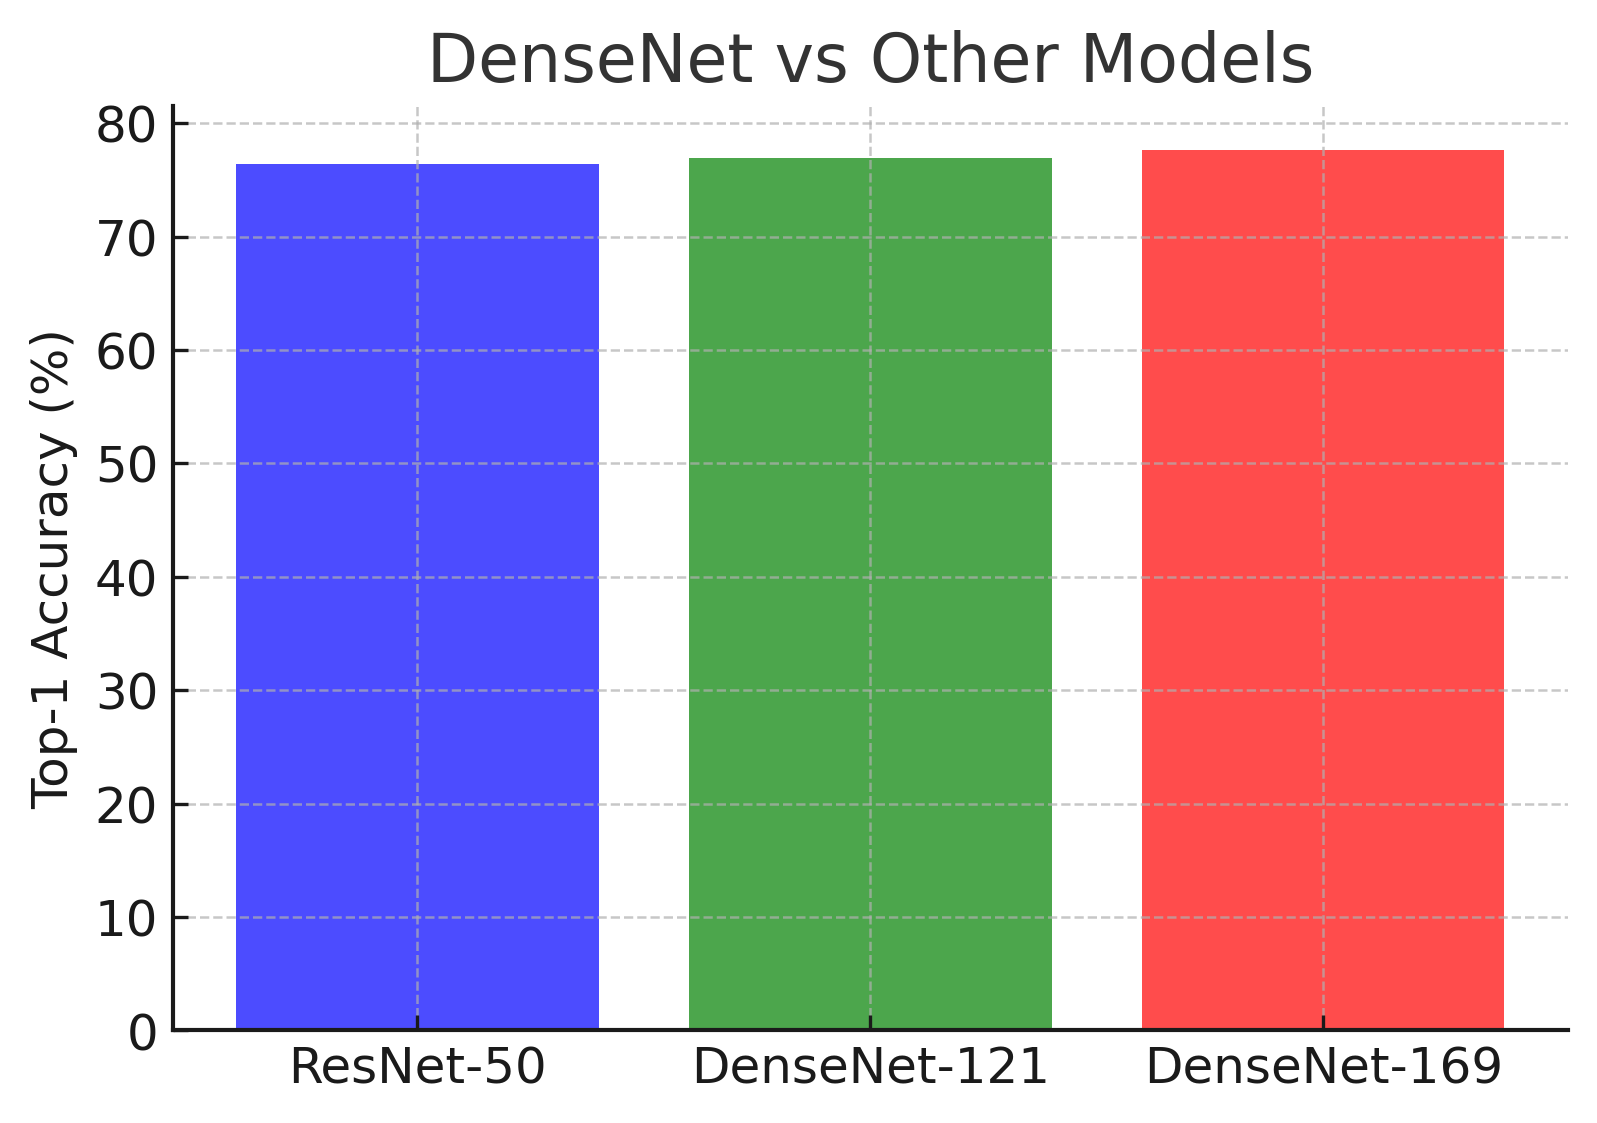 DenseNet vs Other Models
Top-1 Accuracy (%)
80
70
60
50
40
30
20
10
0
ResNet-50
DenseNet-121
DenseNet-169